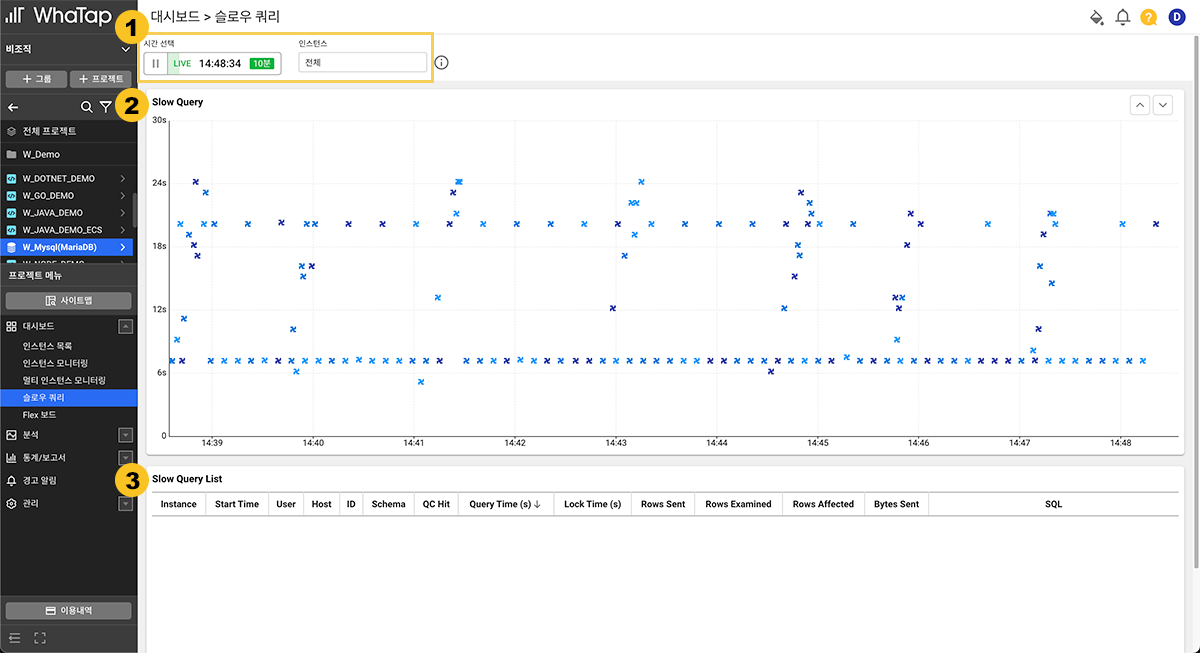 WhaTap
비조직
+ 그룹
+ 프로젝트
전체 프로젝트
W_Demo
W_DOTNET_DEMO
W_GO_DEMO
W_JAVA_DEMO
W_JAVA_DEMO_ECS
W_Mysql(MariaDB)
W_NODE_DEMO
프로젝트 메뉴
사이트맵
대시보드
인스턴스 목록
인스턴스 모니터링
멀티 인스턴스 모니터링
슬로우 쿼리
Flex 보드
분석
통계/보고서
경고 알림
관리
이용내역
대시보드 > 슬로우 쿼리
? D
1
시간 선택 인스턴스
LIVE 14:48:34 10분 전체
2
Slow Query
30s
24s
18s
12s
6s
0
14:39 14:40 14:41 14:42 14:43 14:44 14:45 14:46 14:47 14:48
3
Slow Query List
Instance Start Time User Host ID Schema QC Hit Query Time (s) ↓ Lock Time (s) Rows Sent Rows Examined Rows Affected Bytes Sent SQL